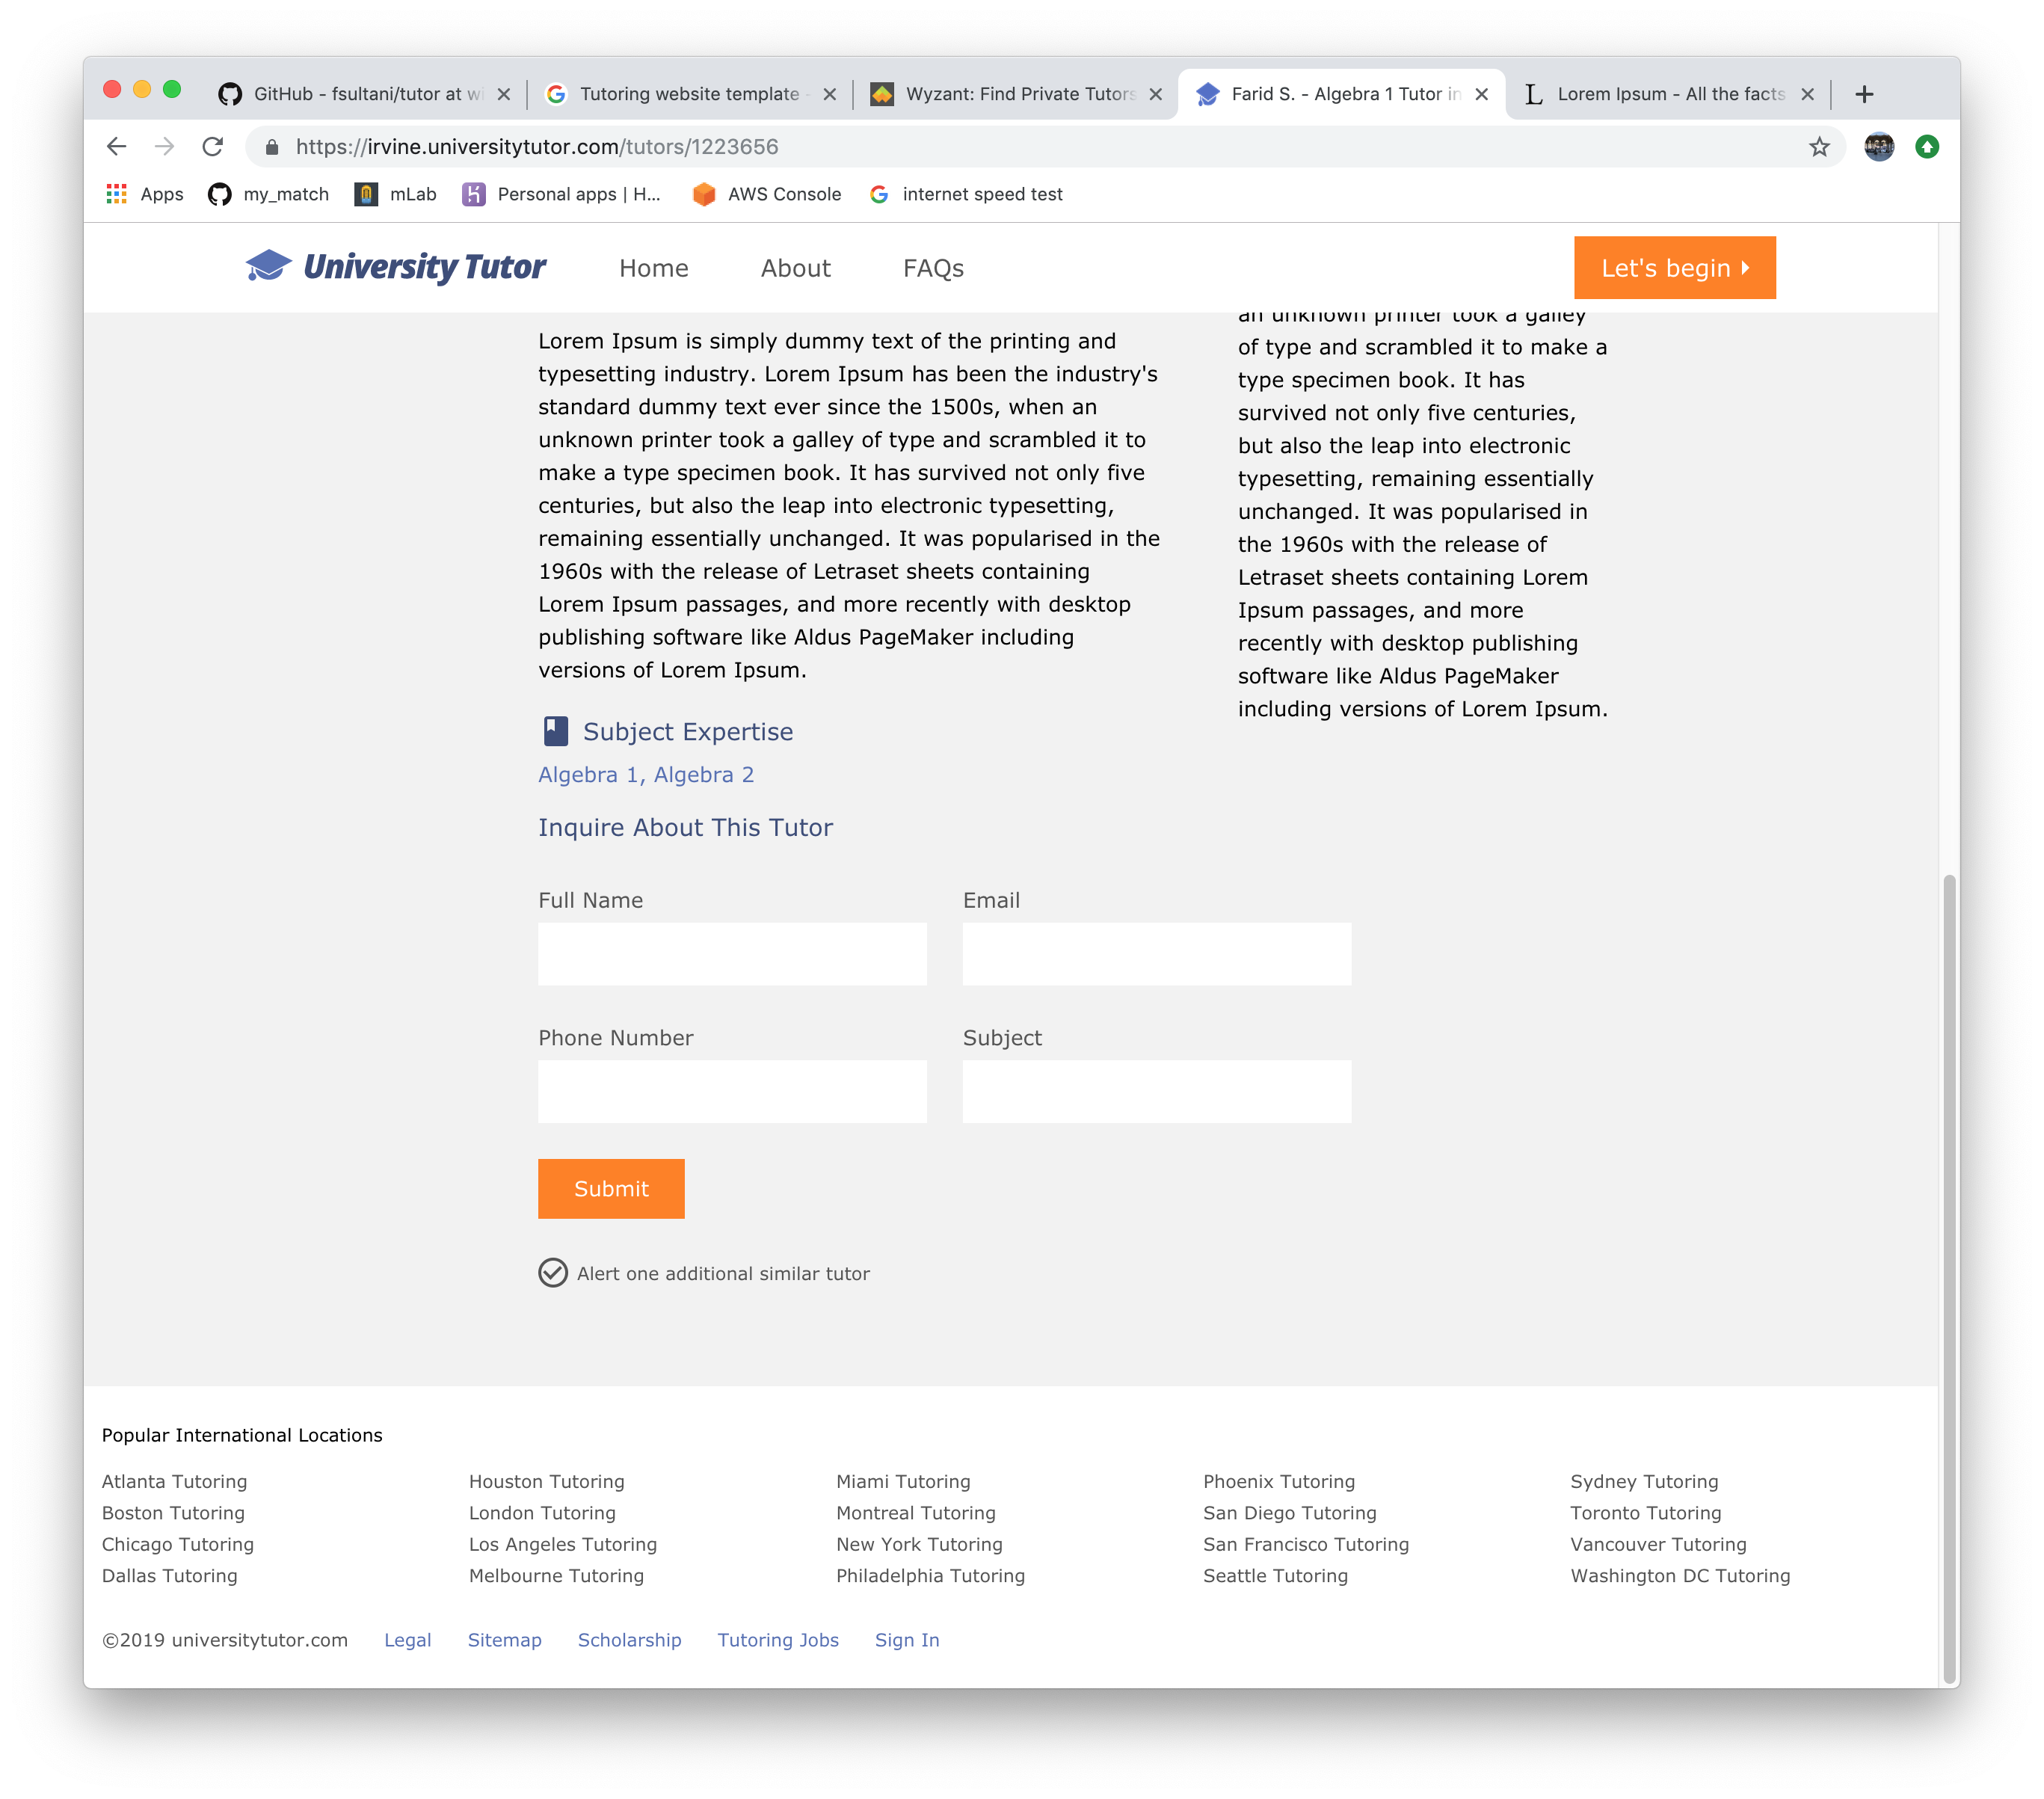 GitHub - fsultani/tutor at wi
Tutoring website template -
Wyzant: Find Private Tutors
Farid S. - Algebra 1 Tutor in
Lorem Ipsum - All the facts
https://irvine.universitytutor.com/tutors/1223656
Apps
my_match
mLab
Personal apps | H...
AWS Console
internet speed test
University Tutor
Home
About
FAQs
Let's begin
Lorem Ipsum is simply dummy text of the printing and
typesetting industry. Lorem Ipsum has been the industry's
standard dummy text ever since the 1500s, when an
unknown printer took a galley of type and scrambled it to
make a type specimen book. It has survived not only five
centuries, but also the leap into electronic typesetting,
remaining essentially unchanged. It was popularised in the
1960s with the release of Letraset sheets containing
Lorem Ipsum passages, and more recently with desktop
publishing software like Aldus PageMaker including
versions of Lorem Ipsum.
an unknown printer took a galley
of type and scrambled it to make a
type specimen book. It has
survived not only five centuries,
but also the leap into electronic
typesetting, remaining essentially
unchanged. It was popularised in
the 1960s with the release of
Letraset sheets containing Lorem
Ipsum passages, and more
recently with desktop publishing
software like Aldus PageMaker
including versions of Lorem Ipsum.
Subject Expertise
Algebra 1, Algebra 2
Inquire About This Tutor
Full Name
Email
Phone Number
Subject
Submit
Alert one additional similar tutor
Popular International Locations
Atlanta Tutoring
Boston Tutoring
Chicago Tutoring
Dallas Tutoring
Houston Tutoring
London Tutoring
Los Angeles Tutoring
Melbourne Tutoring
Miami Tutoring
Montreal Tutoring
New York Tutoring
Philadelphia Tutoring
Phoenix Tutoring
San Diego Tutoring
San Francisco Tutoring
Seattle Tutoring
Sydney Tutoring
Toronto Tutoring
Vancouver Tutoring
Washington DC Tutoring
©2019 universitytutor.com
Legal
Sitemap
Scholarship
Tutoring Jobs
Sign In